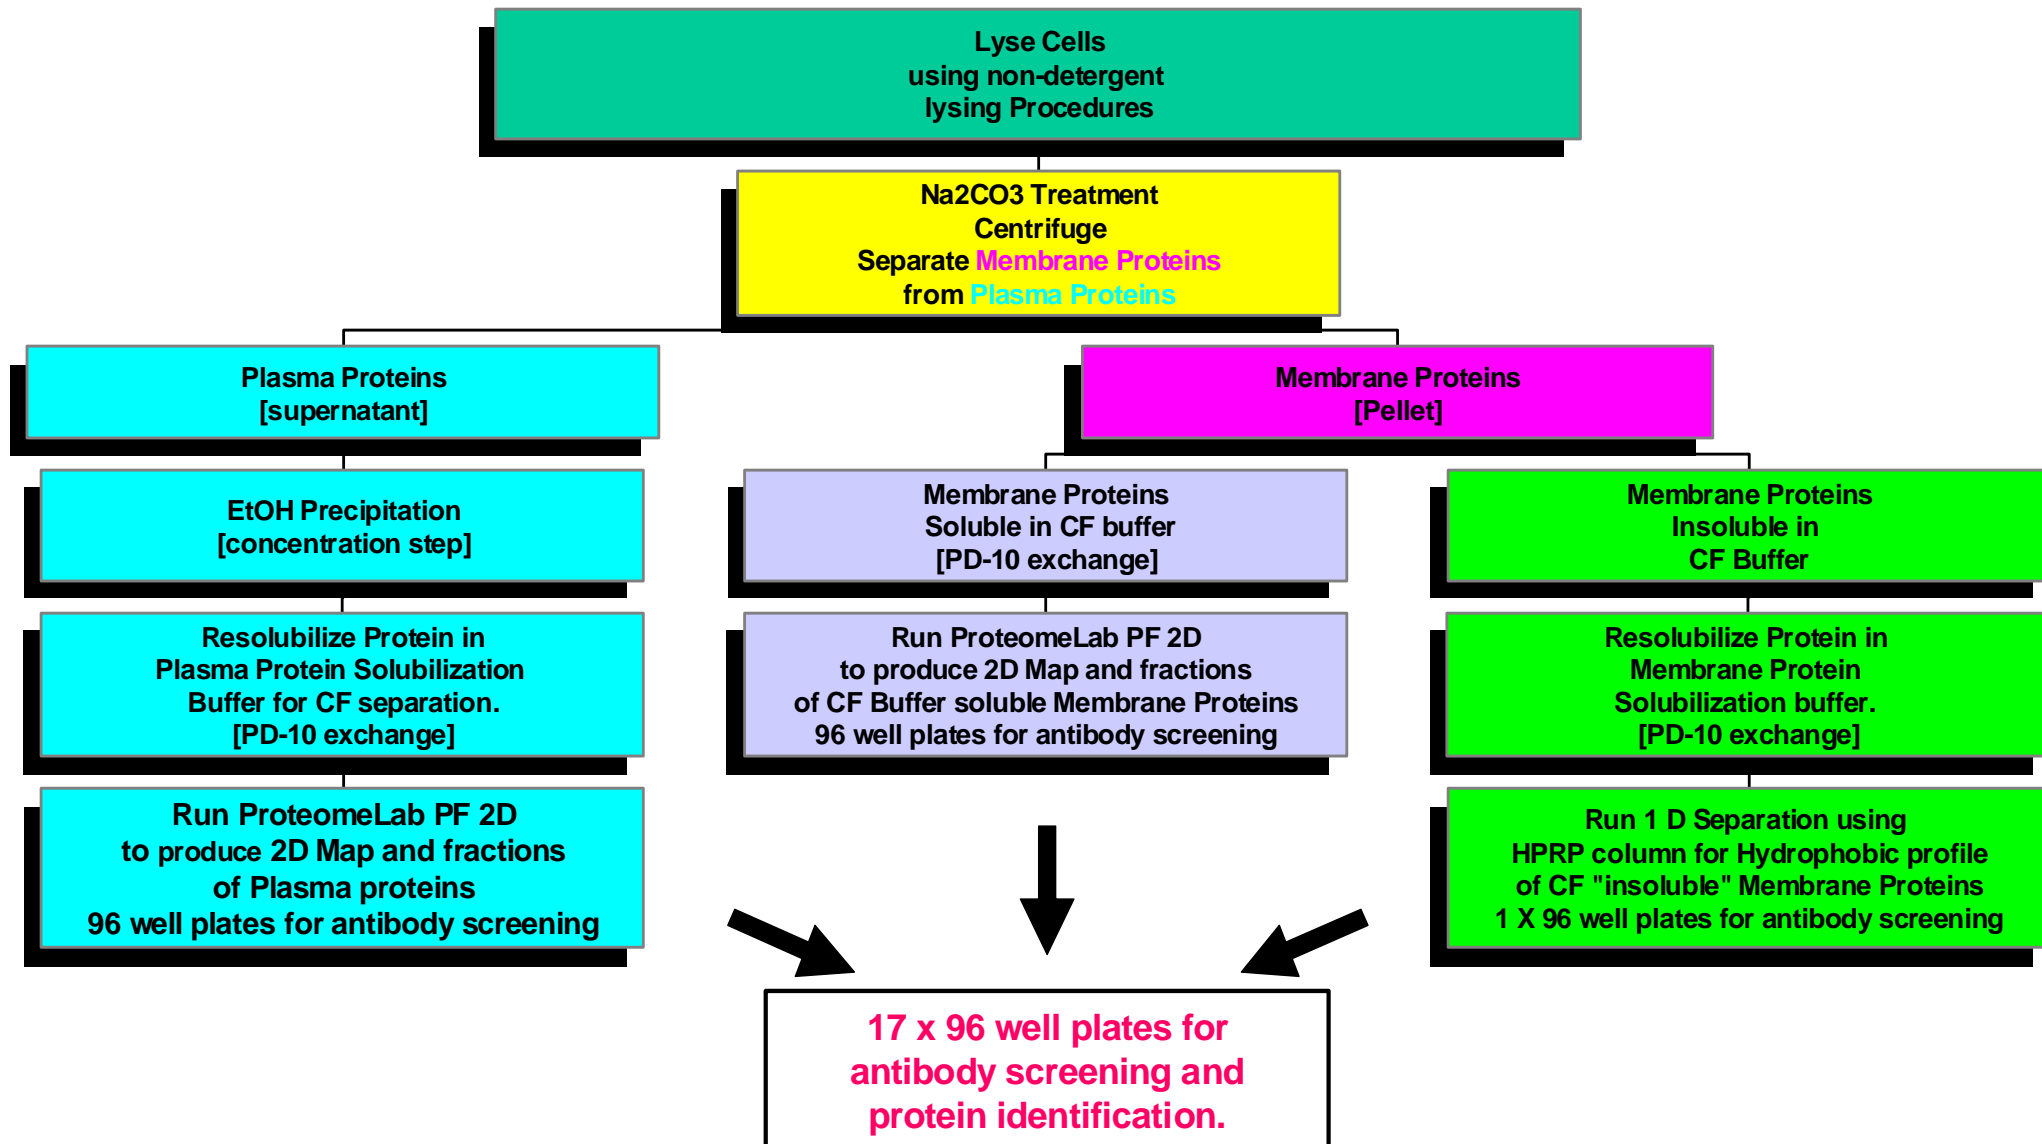 Lyse Cells
using non-detergent
lysing Procedures
Na2CO3 Treatment
Centrifuge
Separate Membrane Proteins
from Plasma Proteins
Plasma Proteins
[supernatant]
Membrane Proteins
[Pellet]
EtOH Precipitation
[concentration step]
Membrane Proteins
Soluble in CF buffer
[PD-10 exchange]
Membrane Proteins
Insoluble in
CF Buffer
Resolubilize Protein in
Plasma Protein Solubilization
Buffer for CF separation.
[PD-10 exchange]
Run ProteomeLab PF 2D
to produce 2D Map and fractions
of CF Buffer soluble Membrane Proteins
96 well plates for antibody screening
Resolubilize Protein in
Membrane Protein
Solubilization buffer.
[PD-10 exchange]
Run ProteomeLab PF 2D
to produce 2D Map and fractions
of Plasma proteins
96 well plates for antibody screening
Run 1 D Separation using
HPRP column for Hydrophobic profile
of CF "insoluble" Membrane Proteins
1 X 96 well plates for antibody screening
17 x 96 well plates for
antibody screening and
protein identification.